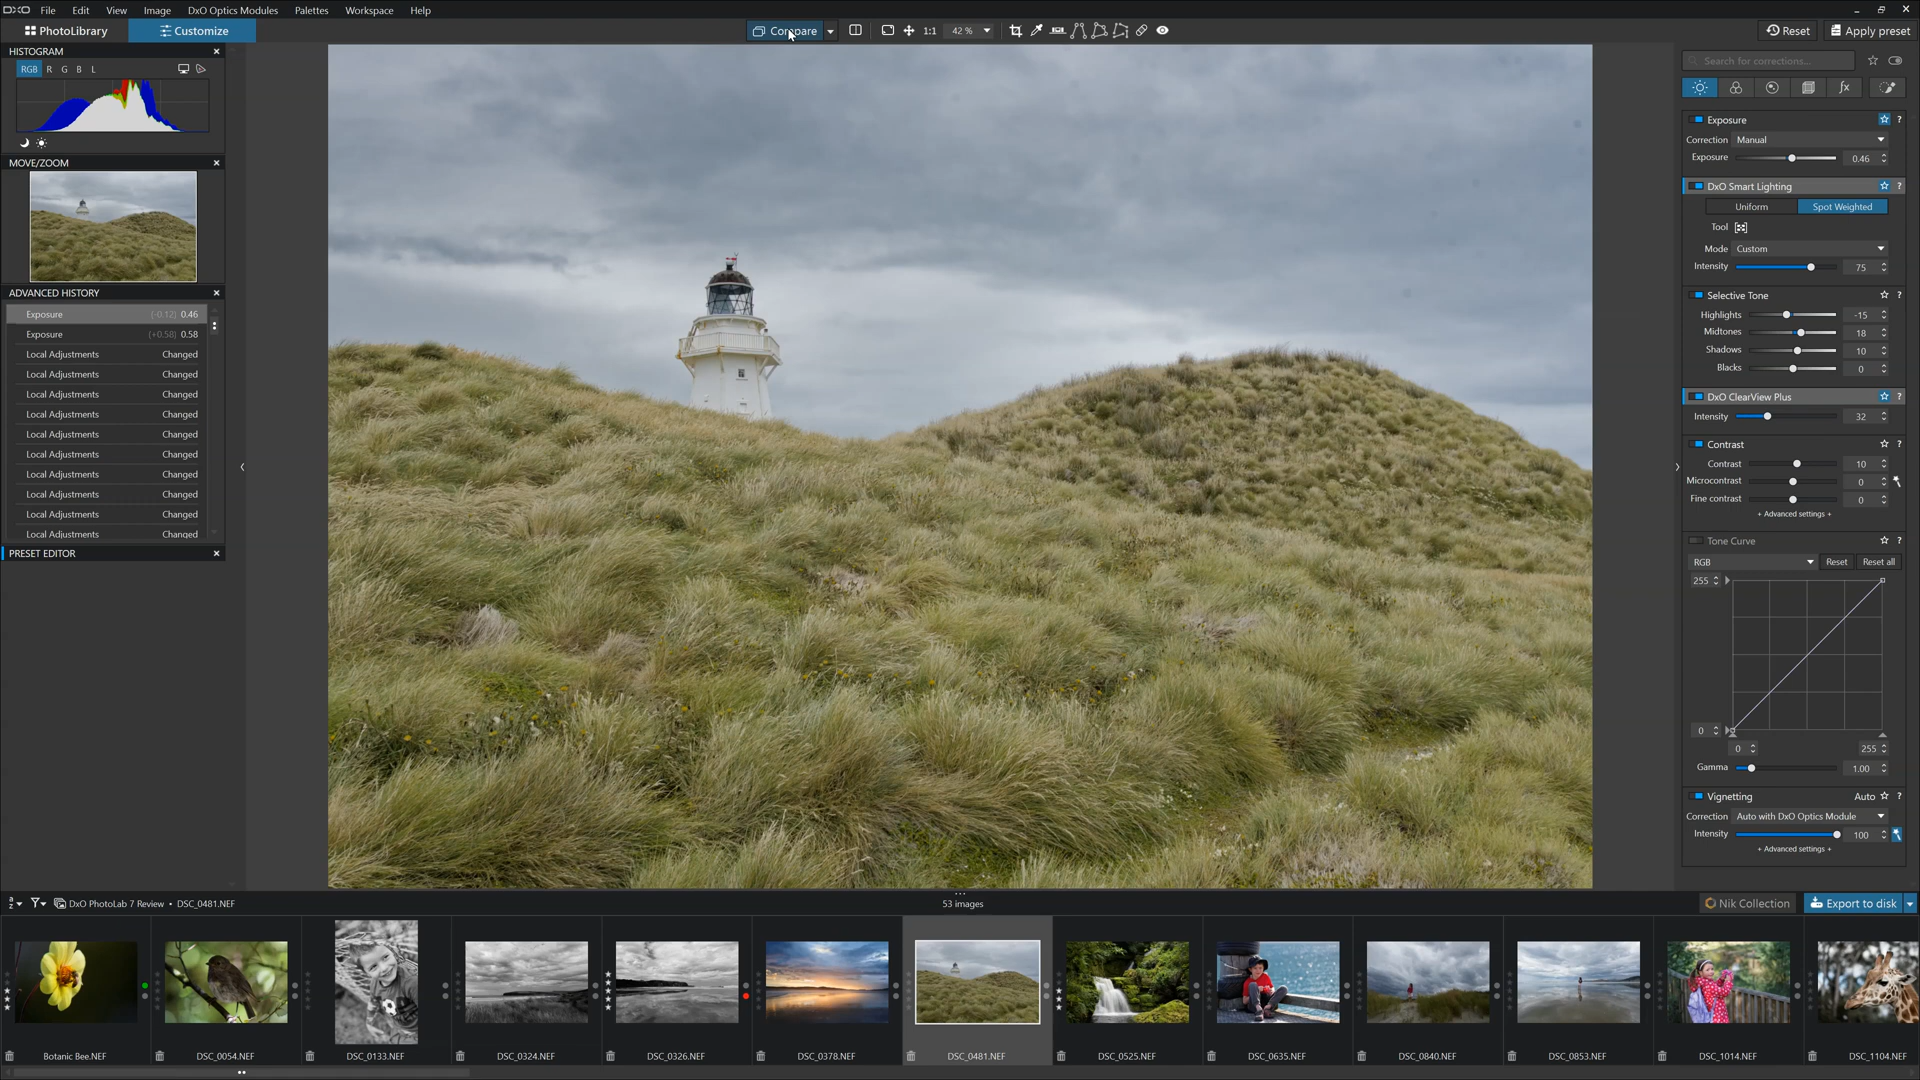 DXO File Edit View Image DxO Optics Modules Palettes Workspace Help
PhotoLibrary Customize Compare 1:1 42 % Reset Apply preset
HISTOGRAM
RGB R G B L
MOVE/ZOOM
ADVANCED HISTORY
Exposure (-0.12) 0.46
Exposure (+0.58) 0.58
Local Adjustments Changed
Local Adjustments Changed
Local Adjustments Changed
Local Adjustments Changed
Local Adjustments Changed
Local Adjustments Changed
Local Adjustments Changed
Local Adjustments Changed
Local Adjustments Changed
Local Adjustments Changed
PRESET EDITOR
Search for corrections...
fx
Exposure ?
Correction Manual
Exposure 0.46
DxO Smart Lighting ?
Uniform Spot Weighted
Tool
Mode Custom
Intensity 75
Selective Tone ?
Highlights -15
Midtones 18
Shadows 10
Blacks 0
DxO ClearView Plus ?
Intensity 32
Contrast ?
Contrast 10
Microcontrast 0
Fine contrast 0
+ Advanced settings +
Tone Curve ?
RGB Reset Reset all
255
0
0 255
Gamma 1.00
Vignetting Auto ?
Correction Auto with DxO Optics Module
Intensity 100
+ Advanced settings +
DxO PhotoLab 7 Review • DSC_0481.NEF 53 images Nik Collection Export to disk
Botanic Bee.NEF DSC_0054.NEF DSC_0133.NEF DSC_0324.NEF DSC_0326.NEF DSC_0378.NEF DSC_0481.NEF DSC_0525.NEF DSC_0635.NEF DSC_0840.NEF DSC_0853.NEF DSC_1014.NEF DSC_1104.NEF